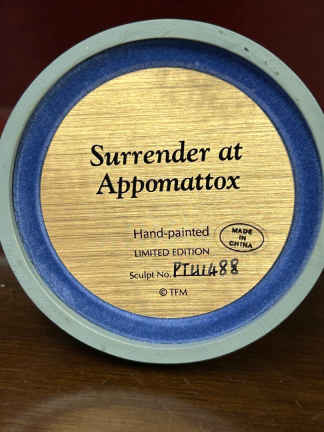 Surrender at
Appomattox
Hand-painted
MADE
IN
CHINA
LIMITED EDITION
Sculpt No. PTU1488
© TFM